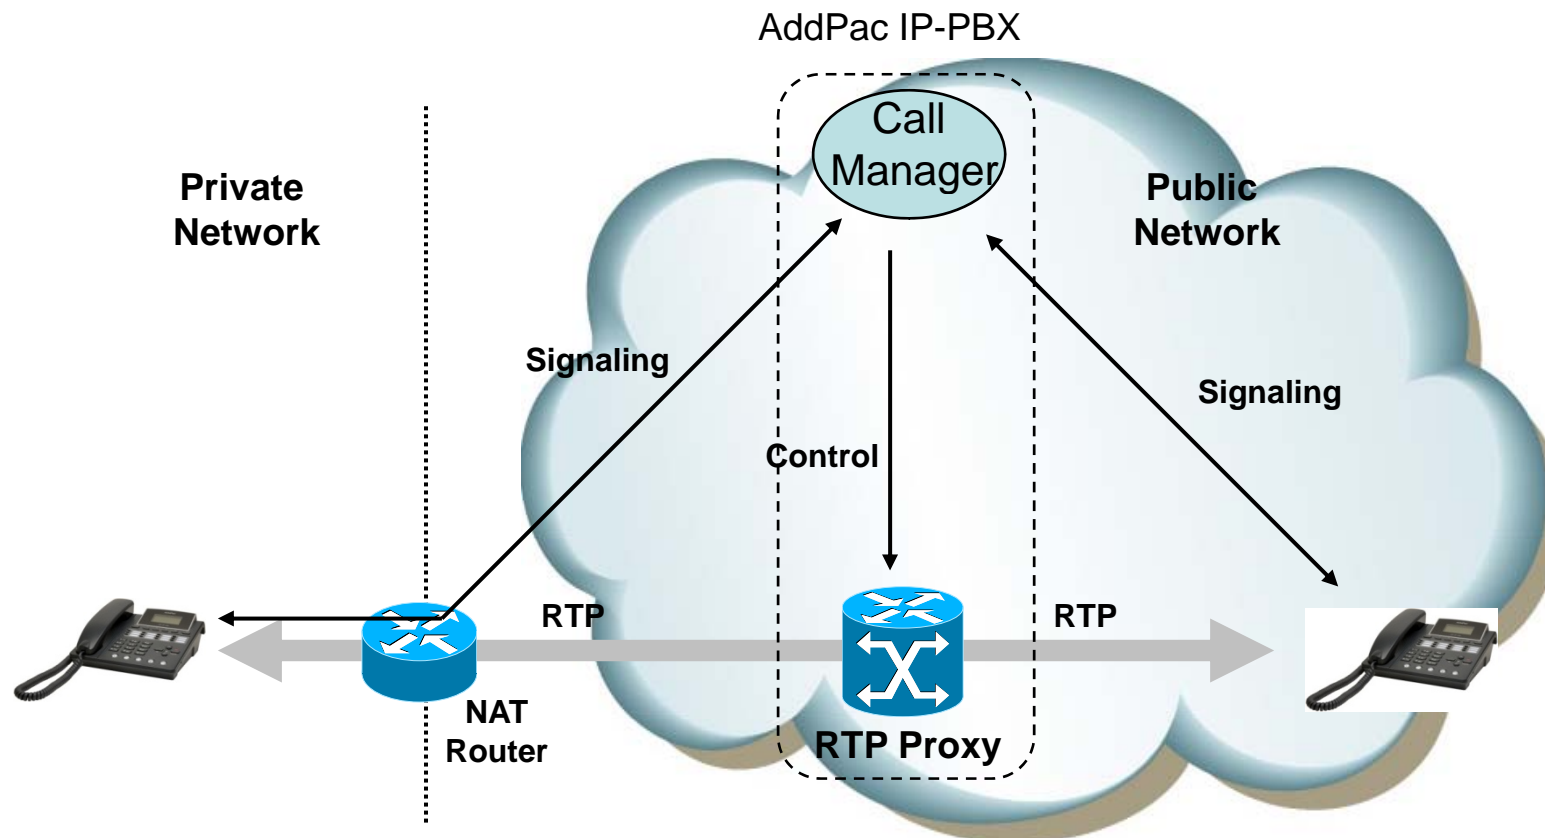 AddPac IP-PBX
Call
Manager
Private
Network
Public
Network
Signaling
Signaling
Control
RTP
RTP
NAT
Router
RTP Proxy